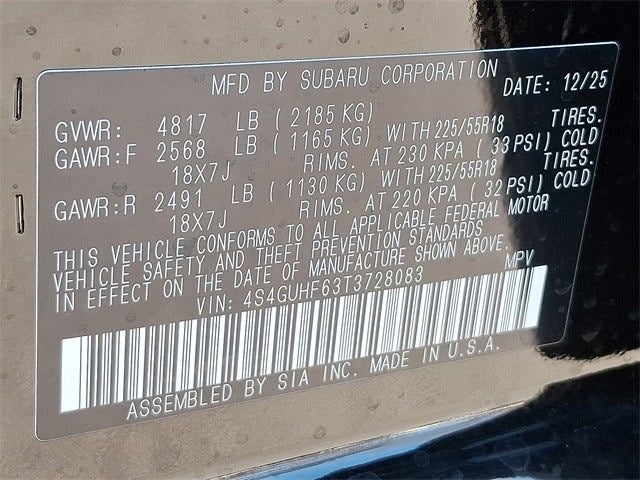 MFD BY SUBARU CORPORATION DATE: 12/25
GVWR: 4817 LB (2185 KG)
GAWR:F 2568 LB (1165 KG) WITH 225/55R18 TIRES.
18X7J RIMS. AT 230 KPA (33 PSI) COLD
GAWR:R 2491 LB (1130 KG) WITH 225/55R18 TIRES.
18X7J RIMS. AT 220 KPA (32 PSI) COLD
THIS VEHICLE CONFORMS TO ALL APPLICABLE FEDERAL MOTOR
VEHICLE SAFETY AND THEFT PREVENTION STANDARDS
IN EFFECT ON THE DATE OF MANUFACTURE SHOWN ABOVE.
VIN: 4S4GUHF63T3728083 MPV
ASSEMBLED BY SIA INC. MADE IN U.S.A.